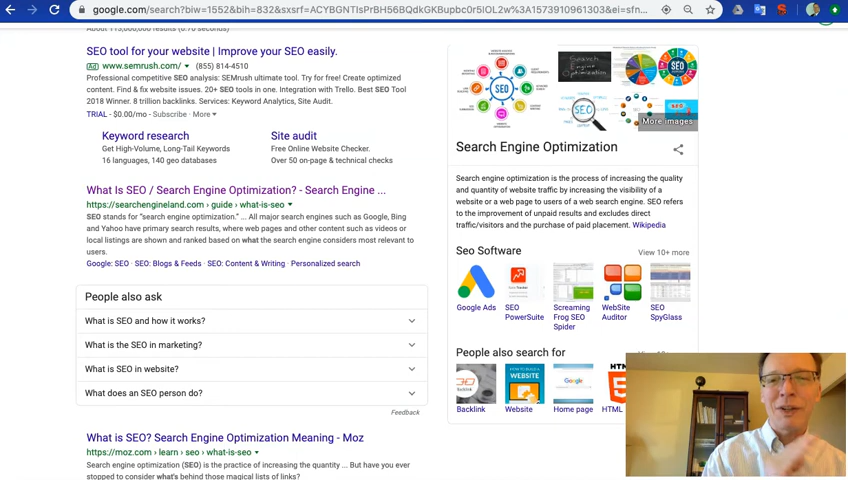 google.com/search?biw=1552&bih=832&sxsrf=ACYBGNTIsPrBH56BQdkGKBupbc0r5IOL2w%3A1573910961303&ei=sfn...
SEO tool for your website | Improve your SEO easily.
Ad www.semrush.com/ (855) 814-4510
Professional competitive SEO analysis: SEMrush ultimate tool. Try for free! Create optimized
content. Find & fix website issues. 20+ SEO tools in one. Integration with Trello. Best SEO Tool
2018 Winner. 8 trillion backlinks. Services: Keyword Analytics, Site Audit.
TRIAL - $0.00/mo - Subscribe · More
Keyword research
Get High-Volume, Long-Tail Keywords
16 languages, 140 geo databases
Site audit
Free Online Website Checker.
Over 50 on-page & technical checks
What Is SEO / Search Engine Optimization? - Search Engine ...
https://searchengineland.com › guide › what-is-seo
SEO stands for "search engine optimization." ... All major search engines such as Google, Bing
and Yahoo have primary search results, where web pages and other content such as videos or
local listings are shown and ranked based on what the search engine considers most relevant to
users.
Google: SEO · SEO: Blogs & Feeds · SEO: Content & Writing · Personalized search
People also ask
What is SEO and how it works?
What is the SEO in marketing?
What is SEO in website?
What does an SEO person do?
Feedback
What is SEO? Search Engine Optimization Meaning - Moz
https://moz.com › learn › seo › what-is-seo
Search engine optimization (SEO) is the practice of increasing the quantity ... But have you ever
stopped to consider what's behind those magical lists of links?
SEO
Search
Engine
Optimization
SEO
SEO
More images
Search Engine Optimization
Search engine optimization is the process of increasing the quality
and quantity of website traffic by increasing the visibility of a
website or a web page to users of a web search engine. SEO refers
to the improvement of unpaid results and excludes direct
traffic/visitors and the purchase of paid placement. Wikipedia
Seo Software
View 10+ more
Google Ads
SEO
PowerSuite
Screaming
Frog SEO
Spider
WebSite
Auditor
SEO
SpyGlass
People also search for
Backlink
WEBSITE
Website
Google
Home page
HTML